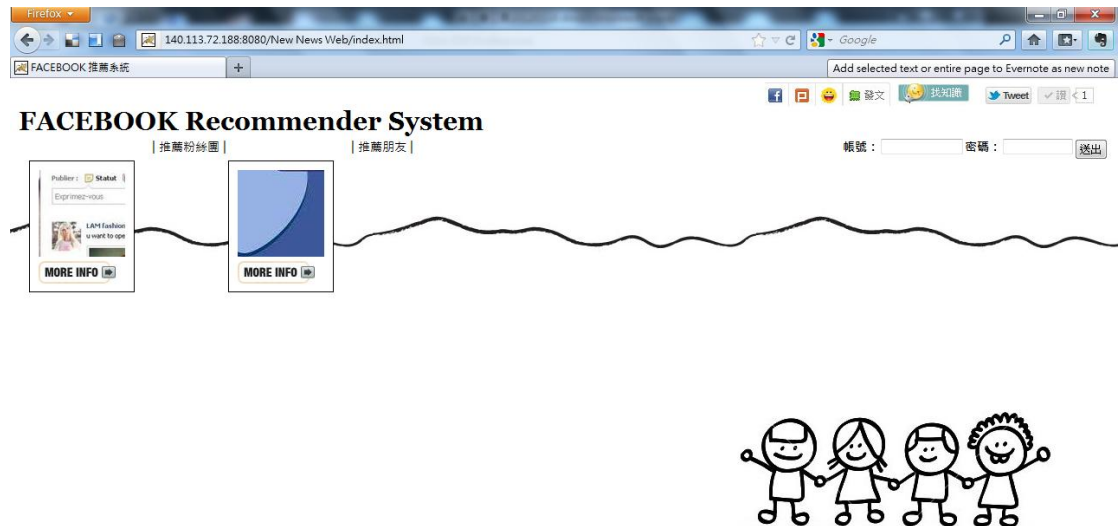 Firefox
140.113.72.188:8080/New News Web/index.html
Google
FACEBOOK 推薦系統
+
Add selected text or entire page to Evernote as new note
發文
找知識
Tweet
讚
1
FACEBOOK Recommender System
|推薦粉絲團|
|推薦朋友|
帳號：
密碼：
送出
Publier :
Statut
Exprimez-vous
LAM fashion
u want to ope
MORE INFO
MORE INFO